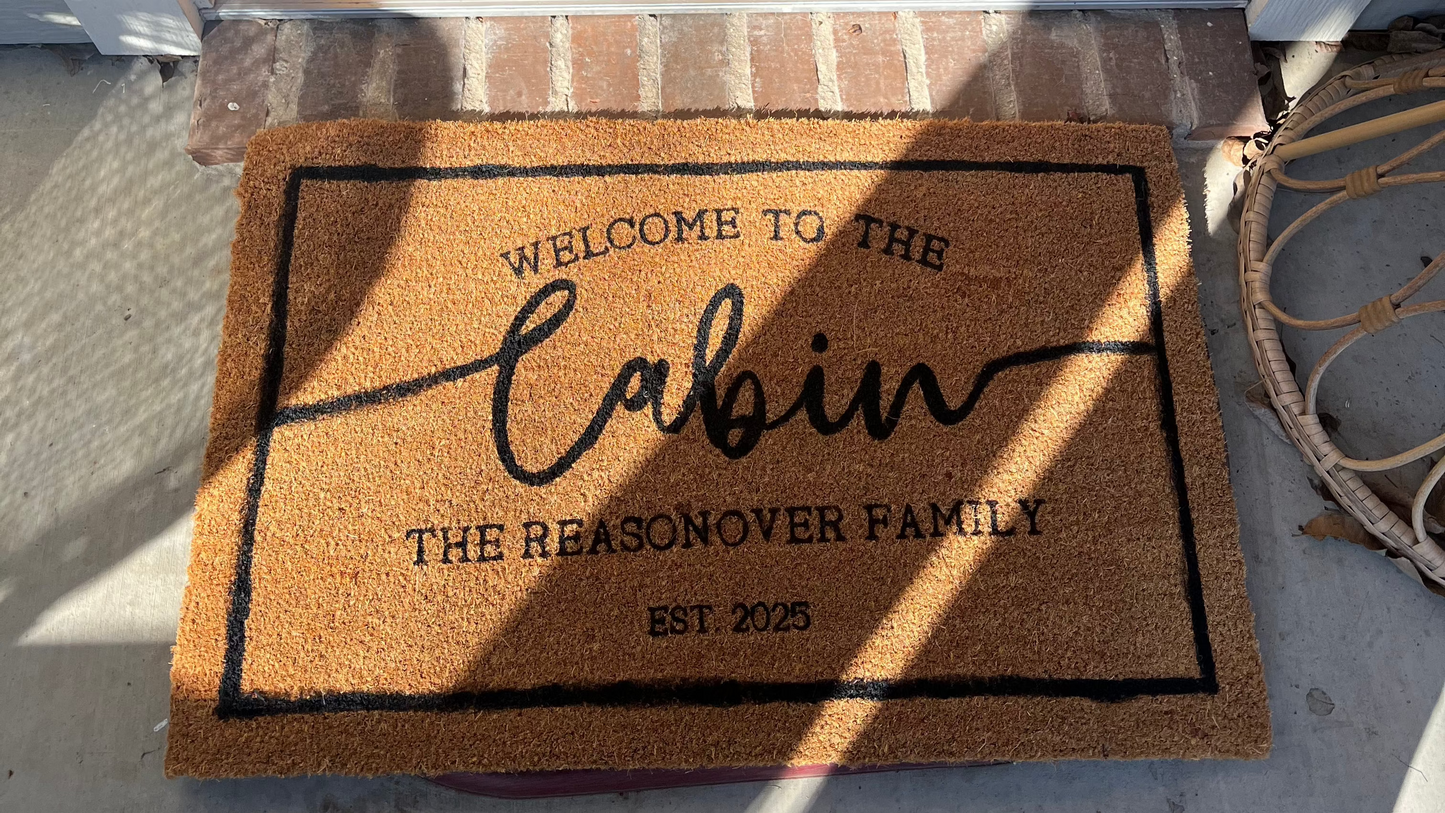 WELCOME TO THE
Cabin
THE REASONOVER FAMILY
EST. 2025